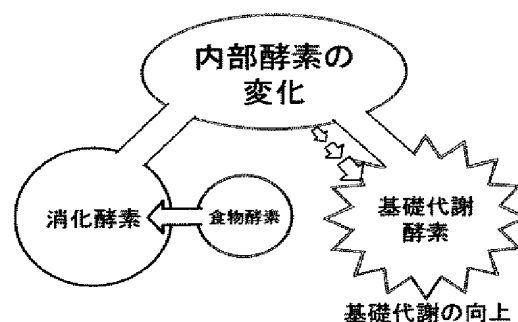 内部酵素の
変化
消化酵素
食物酵素
基礎代謝
酵素
基礎代謝の向上